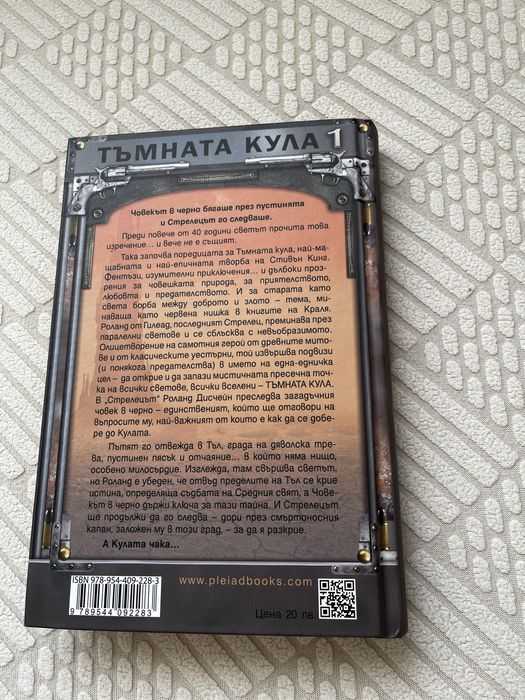 ТЪМНАТА КУЛА 1
Човекът в черно бягаше през пустинята
и Стрелецът го следваше.
Преди повече от 40 години светът прочита това
изречение... и вече не е същият.
Така започва поредицата за Тъмната кула, най-ма-
щабната и най-епичната творба на Стивън Кинг.
Фентъзи, изумителни приключения... и дълбоки проз-
рения за човешката природа, за приятелството,
любовта и предателството. И за старата като
света борба между доброто и злото – тема, ми-
наваща като червена нишка в книгите на Краля.
Роланд от Гилеад, последният Стрелец, преминава през
паралелни светове и се сблъсква с невъобразимото.
Олицетворение на самотния герой от древните мито-
ве и от класическите уестърни, той извършва подвизи
(и понякога предателства) в името на една-едничка
цел – да открие и да запази мистичната пресечна точ-
ка на всички светове, всички вселени – ТЪМНАТА КУЛА.
В „Стрелецът“ Роланд Дисчейн преследва загадъчния
човек в черно – единственият, който ще отговори на
въпросите му, най-важният от които е как да се добе-
ре до Кулата.
Пътят го отвежда в Тъл, града на дяволска тре-
ва, пустинен пясък и отчаяние... в който няма нищо,
особено милосърдие. Изглежда, там свършва светът,
но Роланд е убеден, че отвъд пределите на Тъл се крие
истина, определяща съдбата на Средния свят, а Чове-
кът в черно държи ключа за тази тайна. И Стрелецът
ще продължи да го следва – дори през смъртоносния
капан, заложен му в този град, – за да я разкрие.
А Кулата чака...
ISBN 978-954-409-228-3
9 789544 092283
www.pleiadbooks.com
Цена 20 лв.